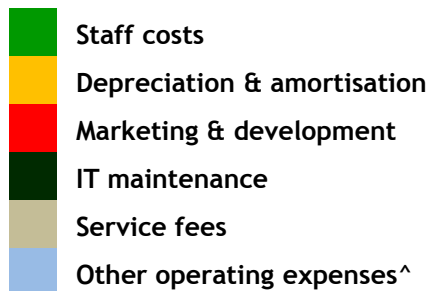 Staff costs
Depreciation & amortisation
Marketing & development
IT maintenance
Service fees
Other operating expenses^